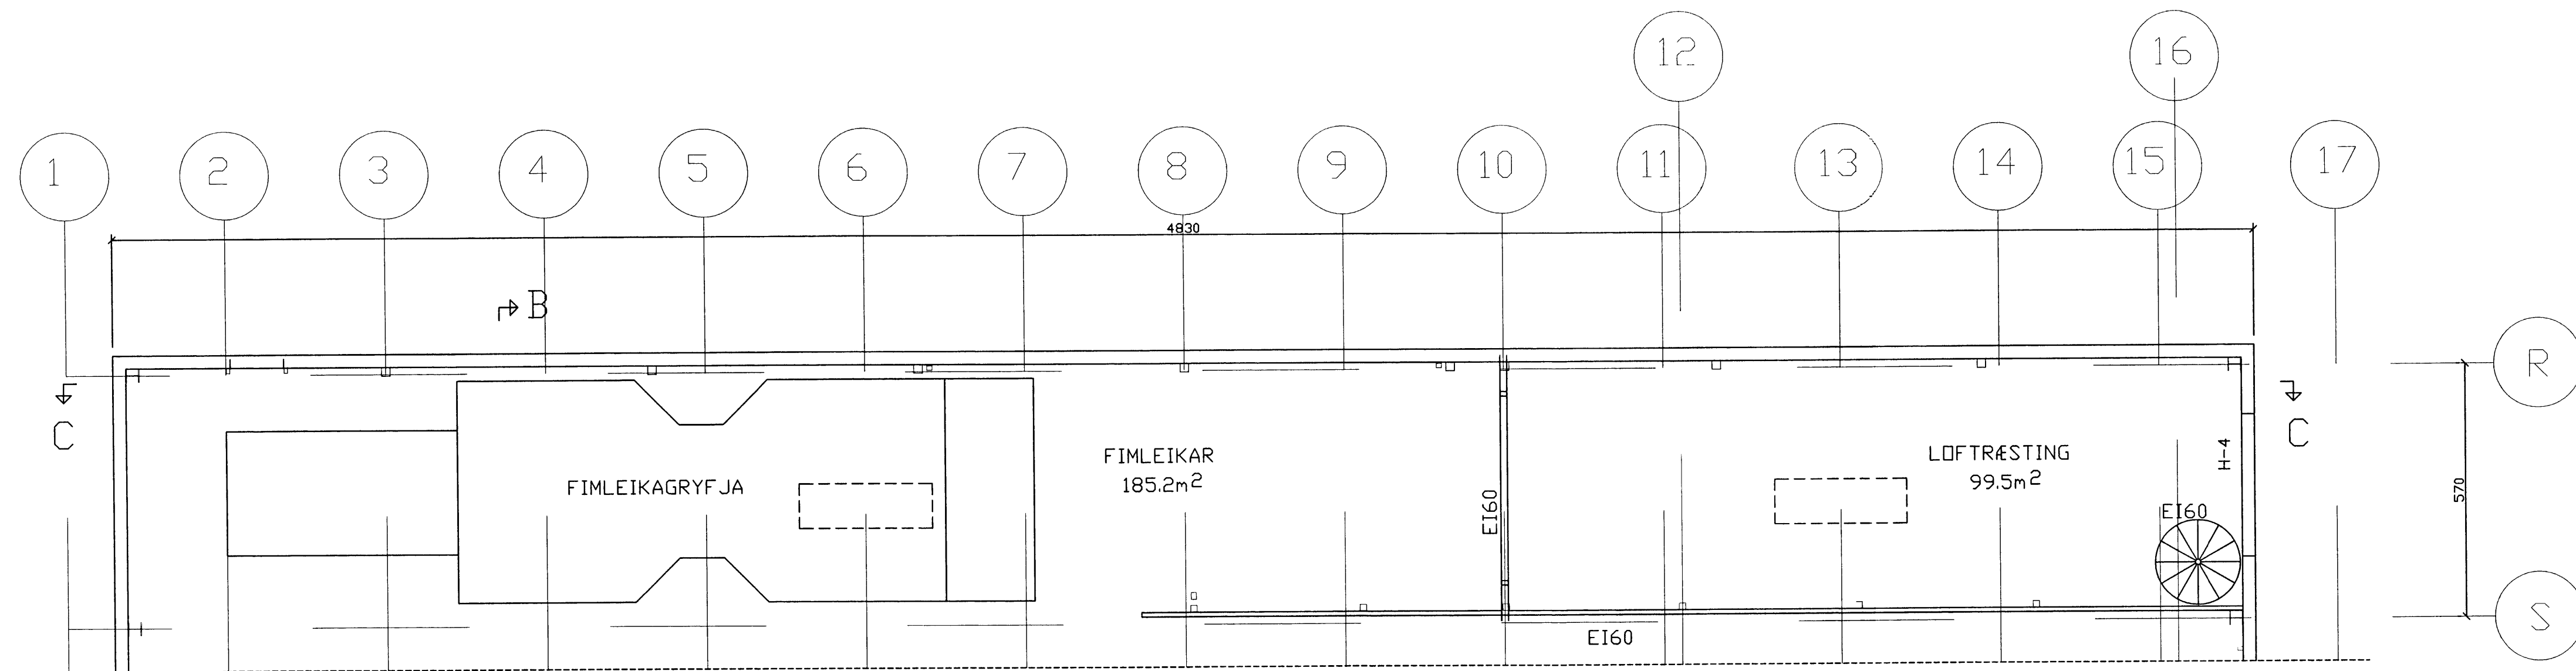 12
16
1
2
3
4
5
6
7
8
9
10
11
13
14
15
17
4830
B
R
C
C
FIMLEIKAR
185.2m²
LOFTRÆSTING
99.5m²
H-4
FIMLEIKAGRYFJA
EI60
EI60
570
S
EI60